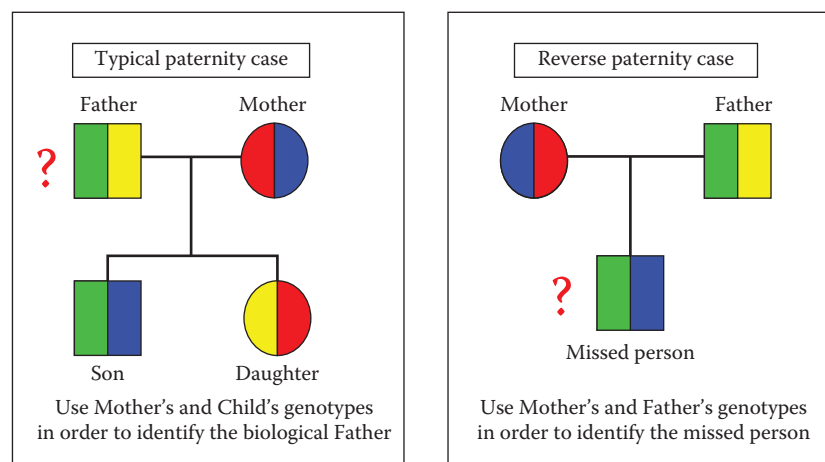 Typical paternity case
Father
Mother
?
Son
Daughter
Use Mother's and Child's genotypes
in order to identify the biological Father
Reverse paternity case
Mother
Father
?
Missed person
Use Mother's and Father's genotypes
in order to identify the missed person